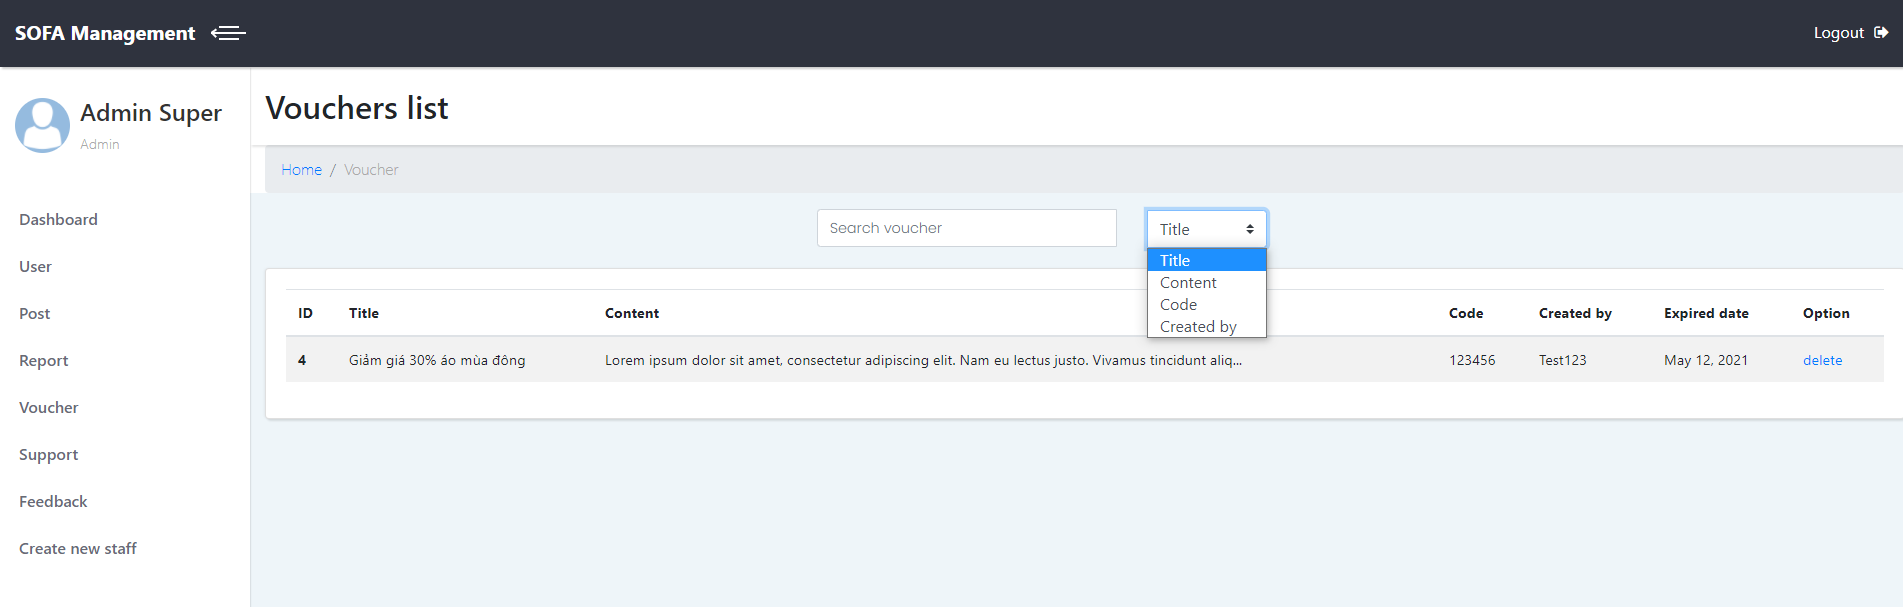 SOFA Management
Logout
Admin Super
Admin
Dashboard
User
Post
Report
Voucher
Support
Feedback
Create new staff
Vouchers list
Home / Voucher
Search voucher
Title
Title
Content
Code
Created by
ID Title Content Code Created by Expired date Option
4 Giảm giá 30% áo mùa đông Lorem ipsum dolor sit amet, consectetur adipiscing elit. Nam eu lectus justo. Vivamus tincidunt aliq... 123456 Test123 May 12, 2021 delete